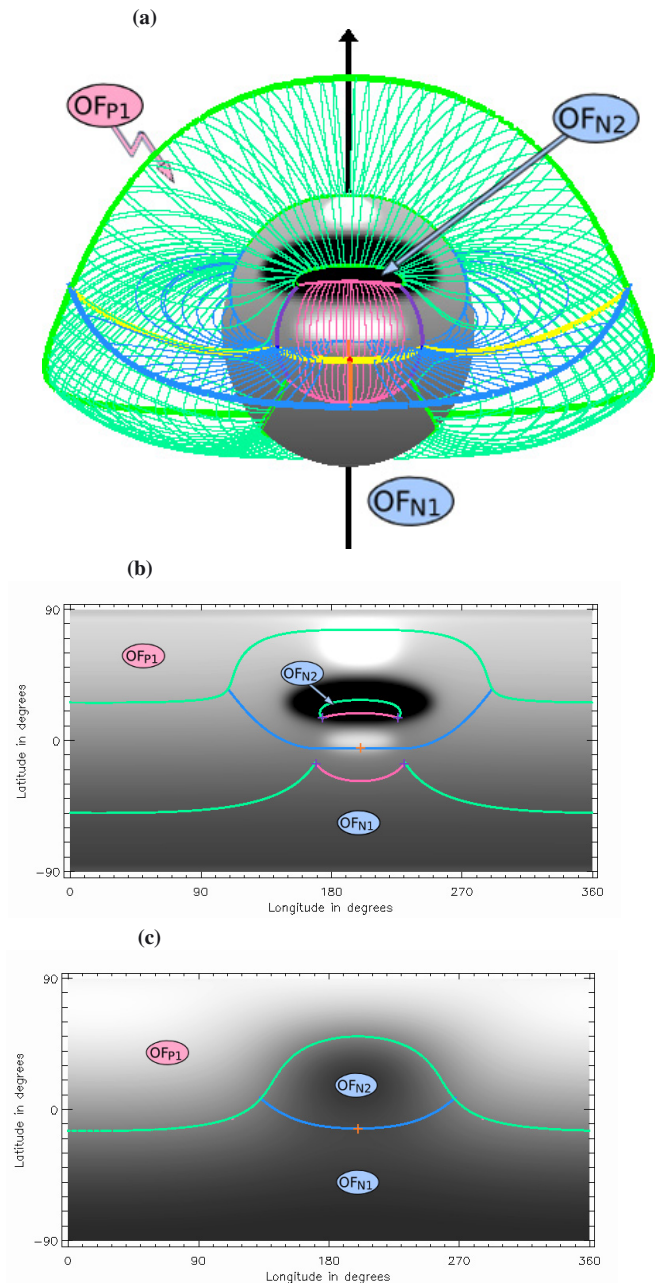 (a)
OFP1
OFN2
OFN1
(b)
90
OFP1
OFN2
Latitude in degrees
0
OFN1
−90
0 90 180 270 360
Longitude in degrees
(c)
90
OFP1
OFN2
Latitude in degrees
0
OFN1
−90
0 90 180 270 360
Longitude in degrees